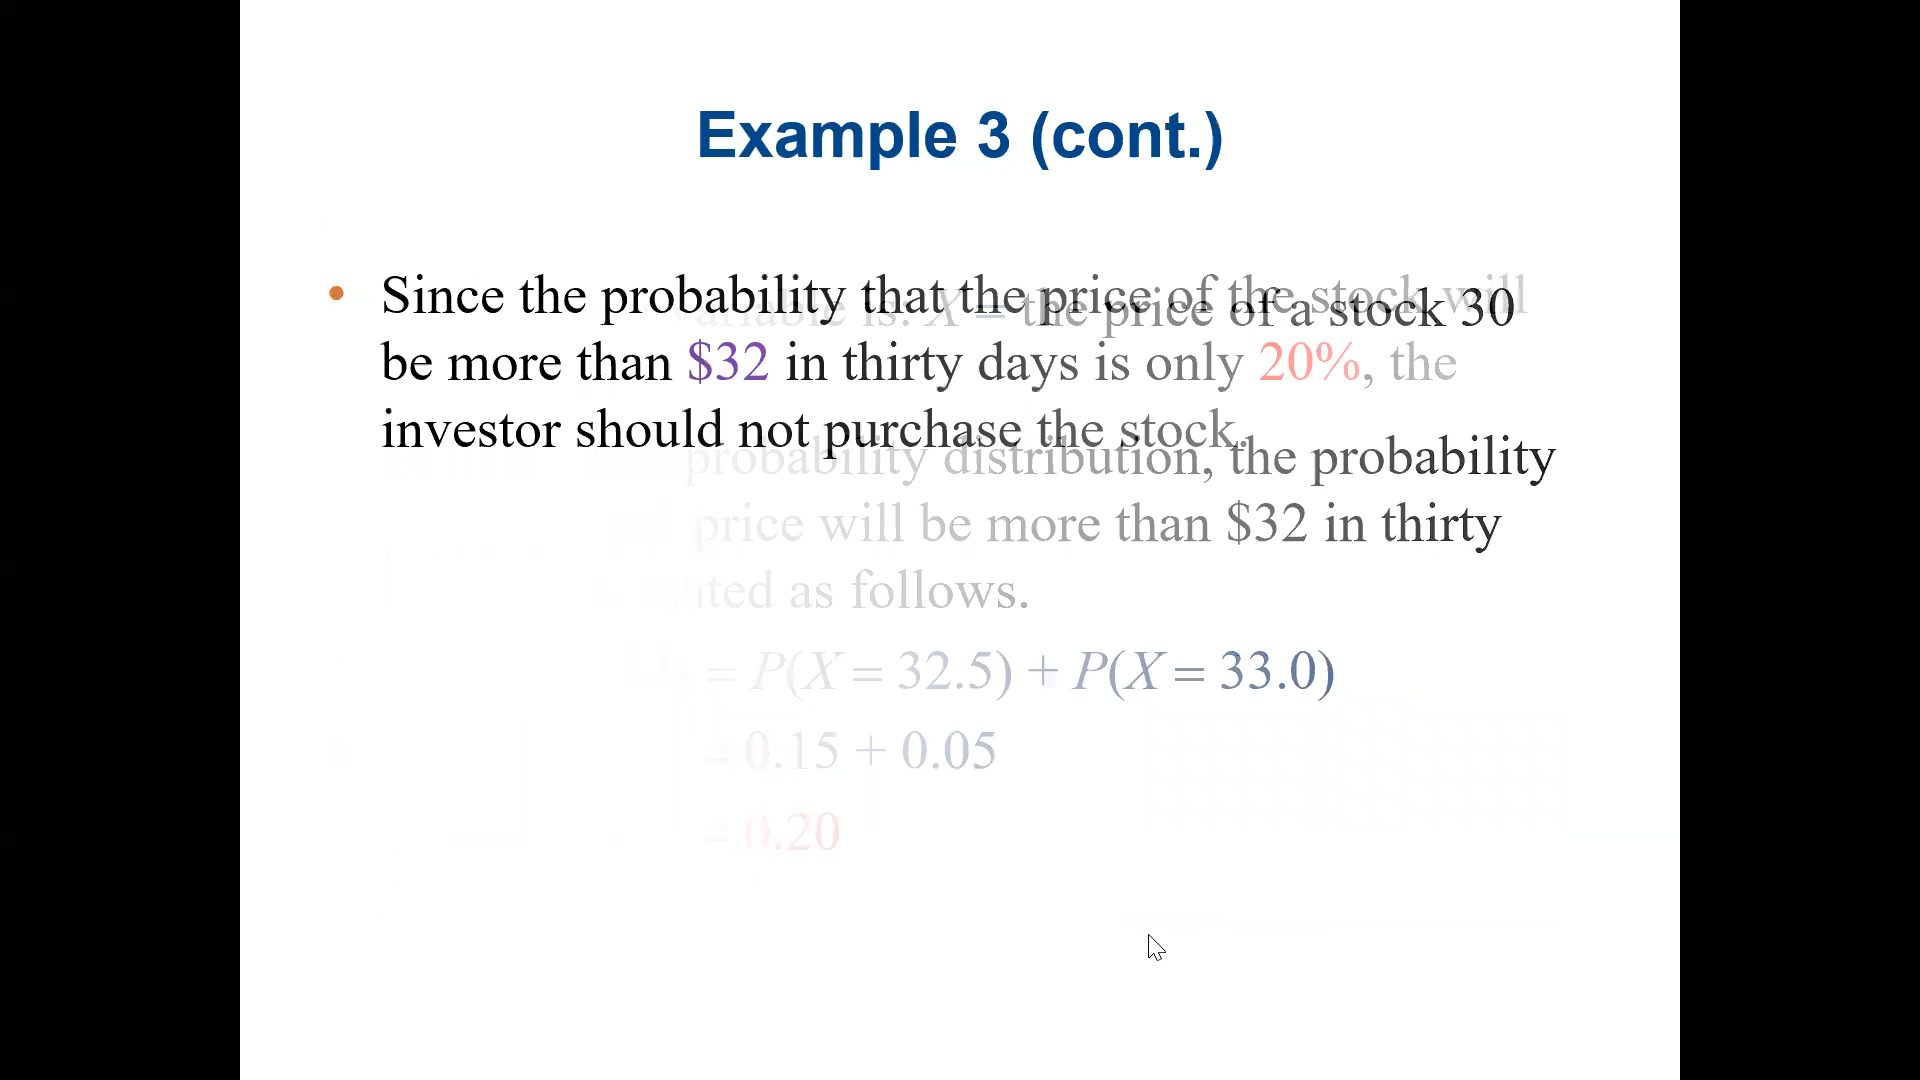 Example 3 (cont.)
• Since the probability that the price of the stock will
be more than $32 in thirty days is only 20%, the
investor should not purchase the stock.
is: X = the price of a stock 30
probability distribution, the probability
price will be more than $32 in thirty
as follows.
= P(X = 32.5) + P(X = 33.0)
= 0.15 + 0.05
= 0.20